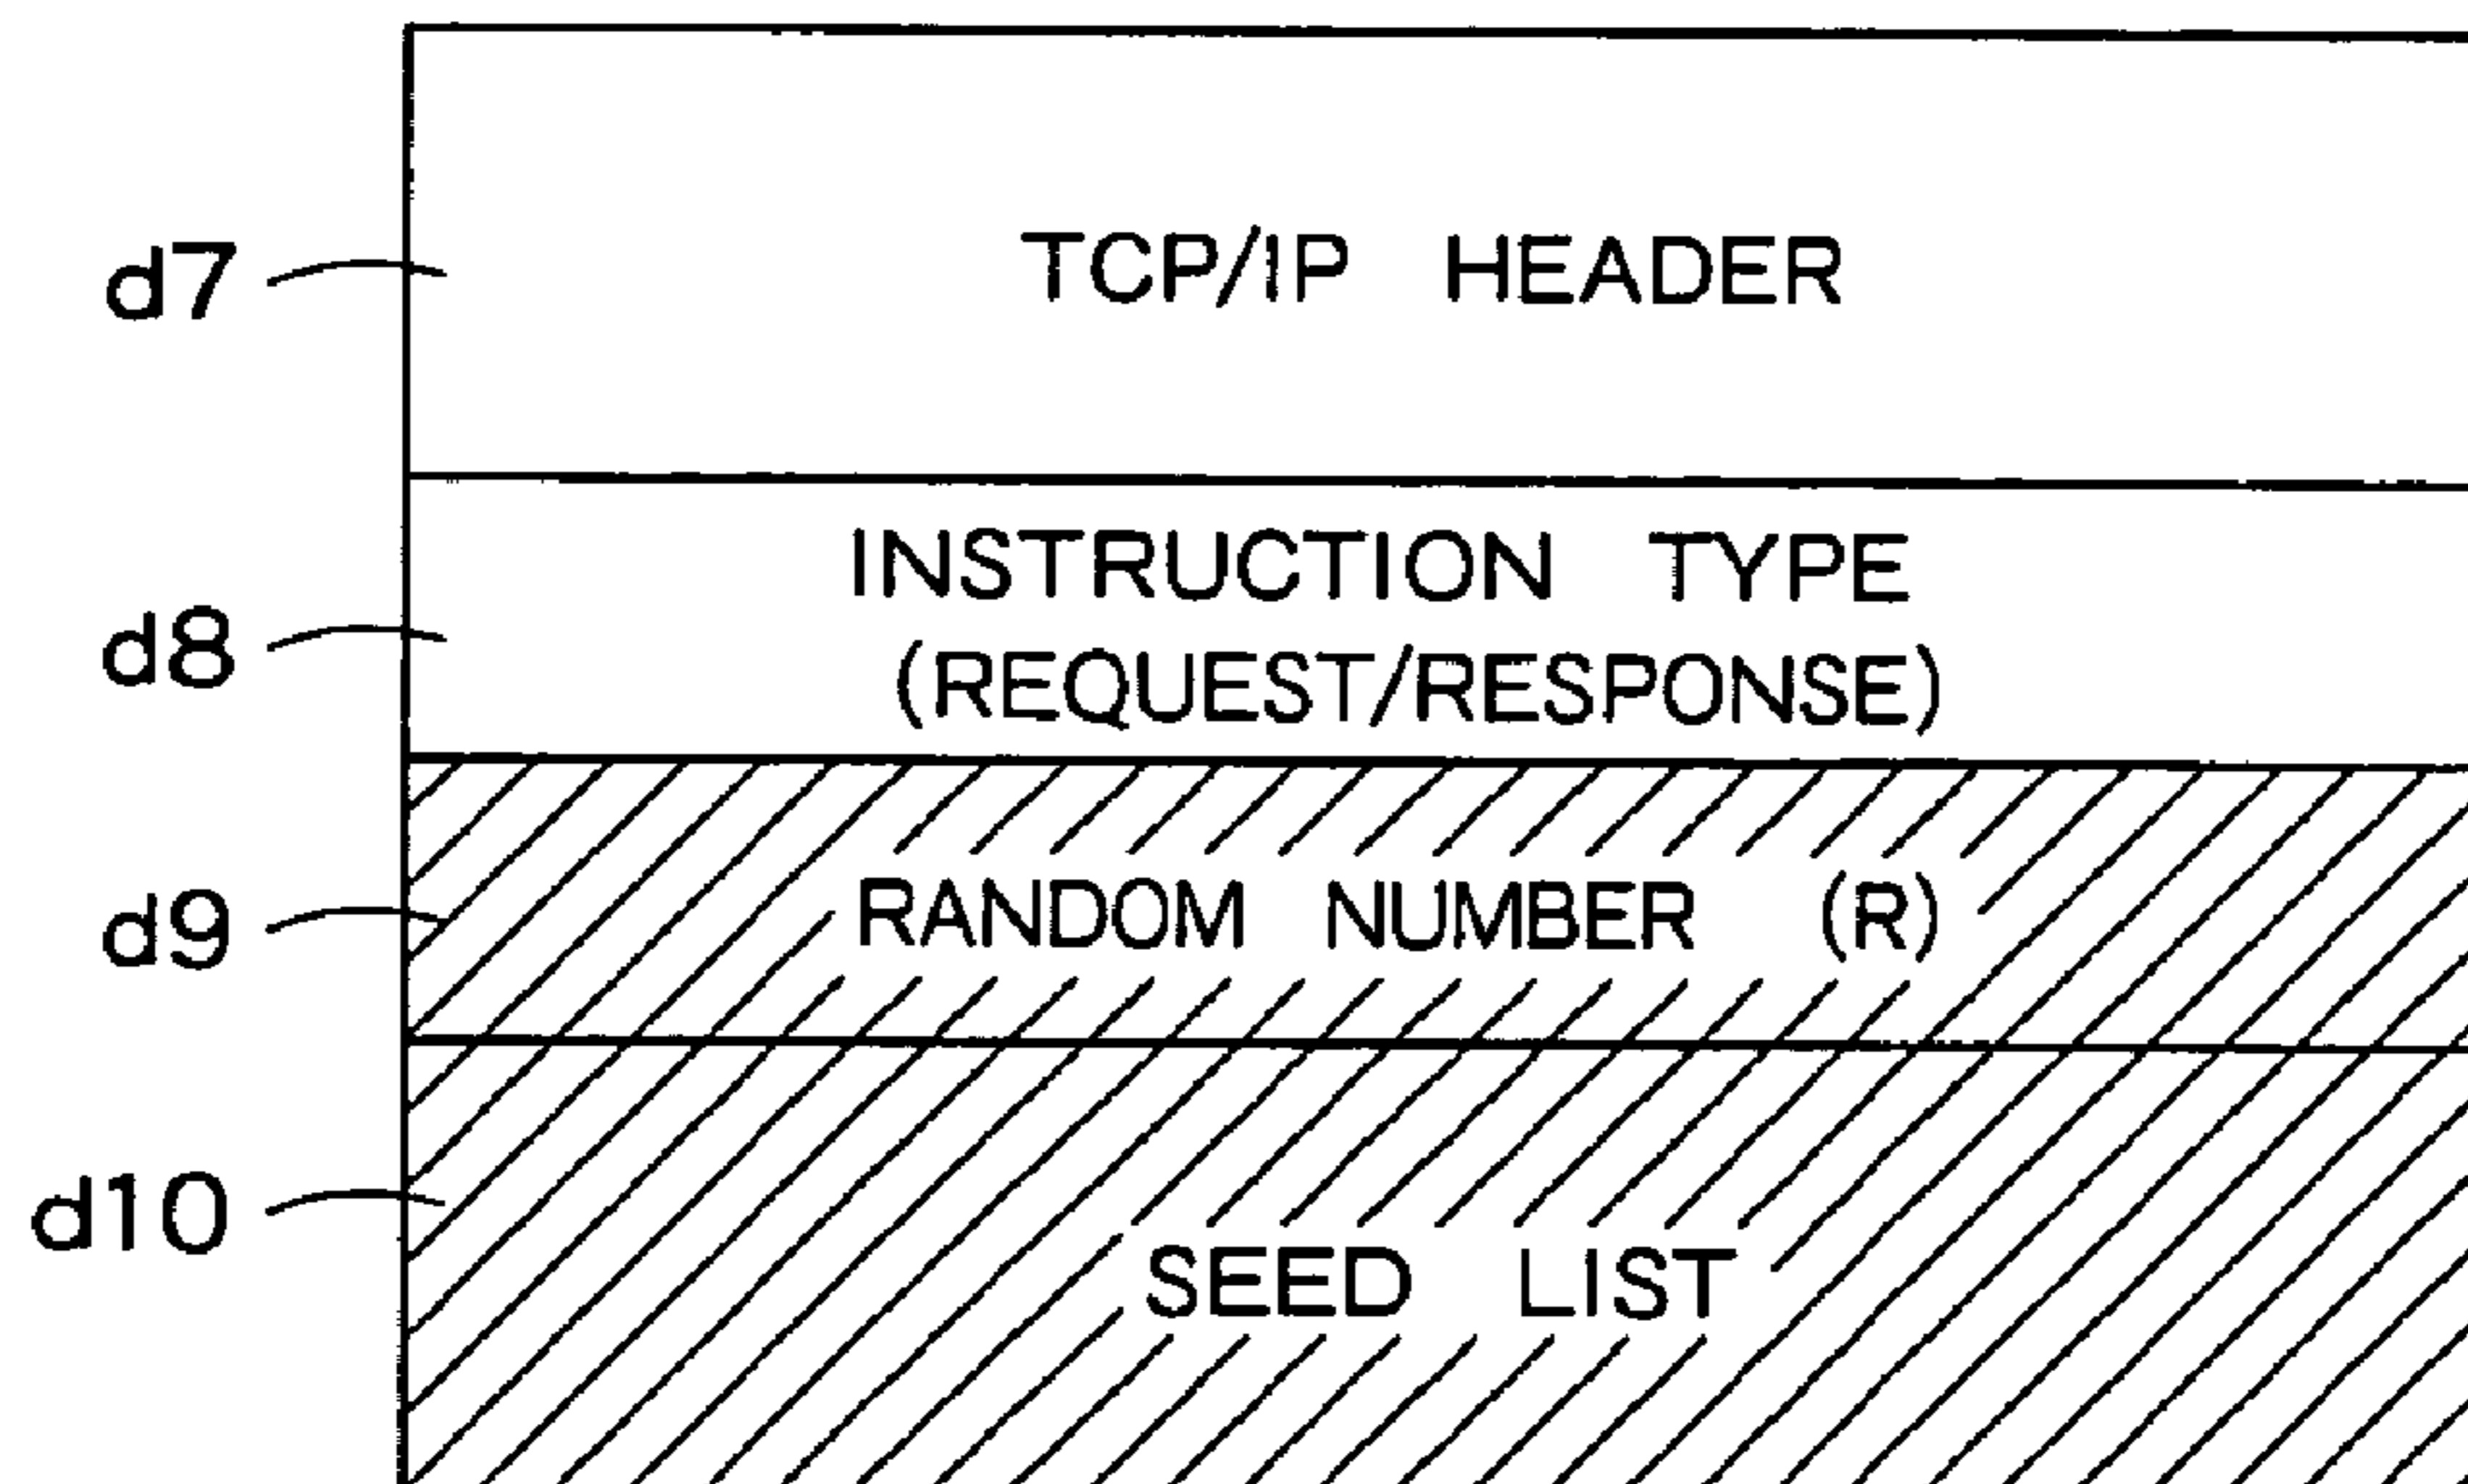 d7 TCP/IP HEADER
d8 INSTRUCTION TYPE
(REQUEST/RESPONSE)
d9 RANDOM NUMBER (R)
d10 SEED LIST